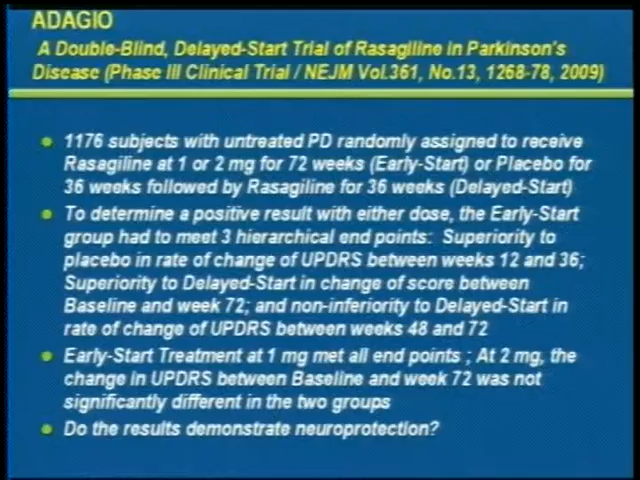 ADAGIO
A Double-Blind, Delayed-Start Trial of Rasagiline in Parkinson's
Disease (Phase III Clinical Trial / NEJM Vol.361, No.13, 1268-78, 2009)
1176 subjects with untreated PD randomly assigned to receive
Rasagiline at 1 or 2 mg for 72 weeks (Early-Start) or Placebo for
36 weeks followed by Rasagiline for 36 weeks (Delayed-Start)
To determine a positive result with either dose, the Early-Start
group had to meet 3 hierarchical end points: Superiority to
placebo in rate of change of UPDRS between weeks 12 and 36;
Superiority to Delayed-Start in change of score between
Baseline and week 72; and non-inferiority to Delayed-Start in
rate of change of UPDRS between weeks 48 and 72
Early-Start Treatment at 1 mg met all end points ; At 2 mg, the
change in UPDRS between Baseline and week 72 was not
significantly different in the two groups
Do the results demonstrate neuroprotection?